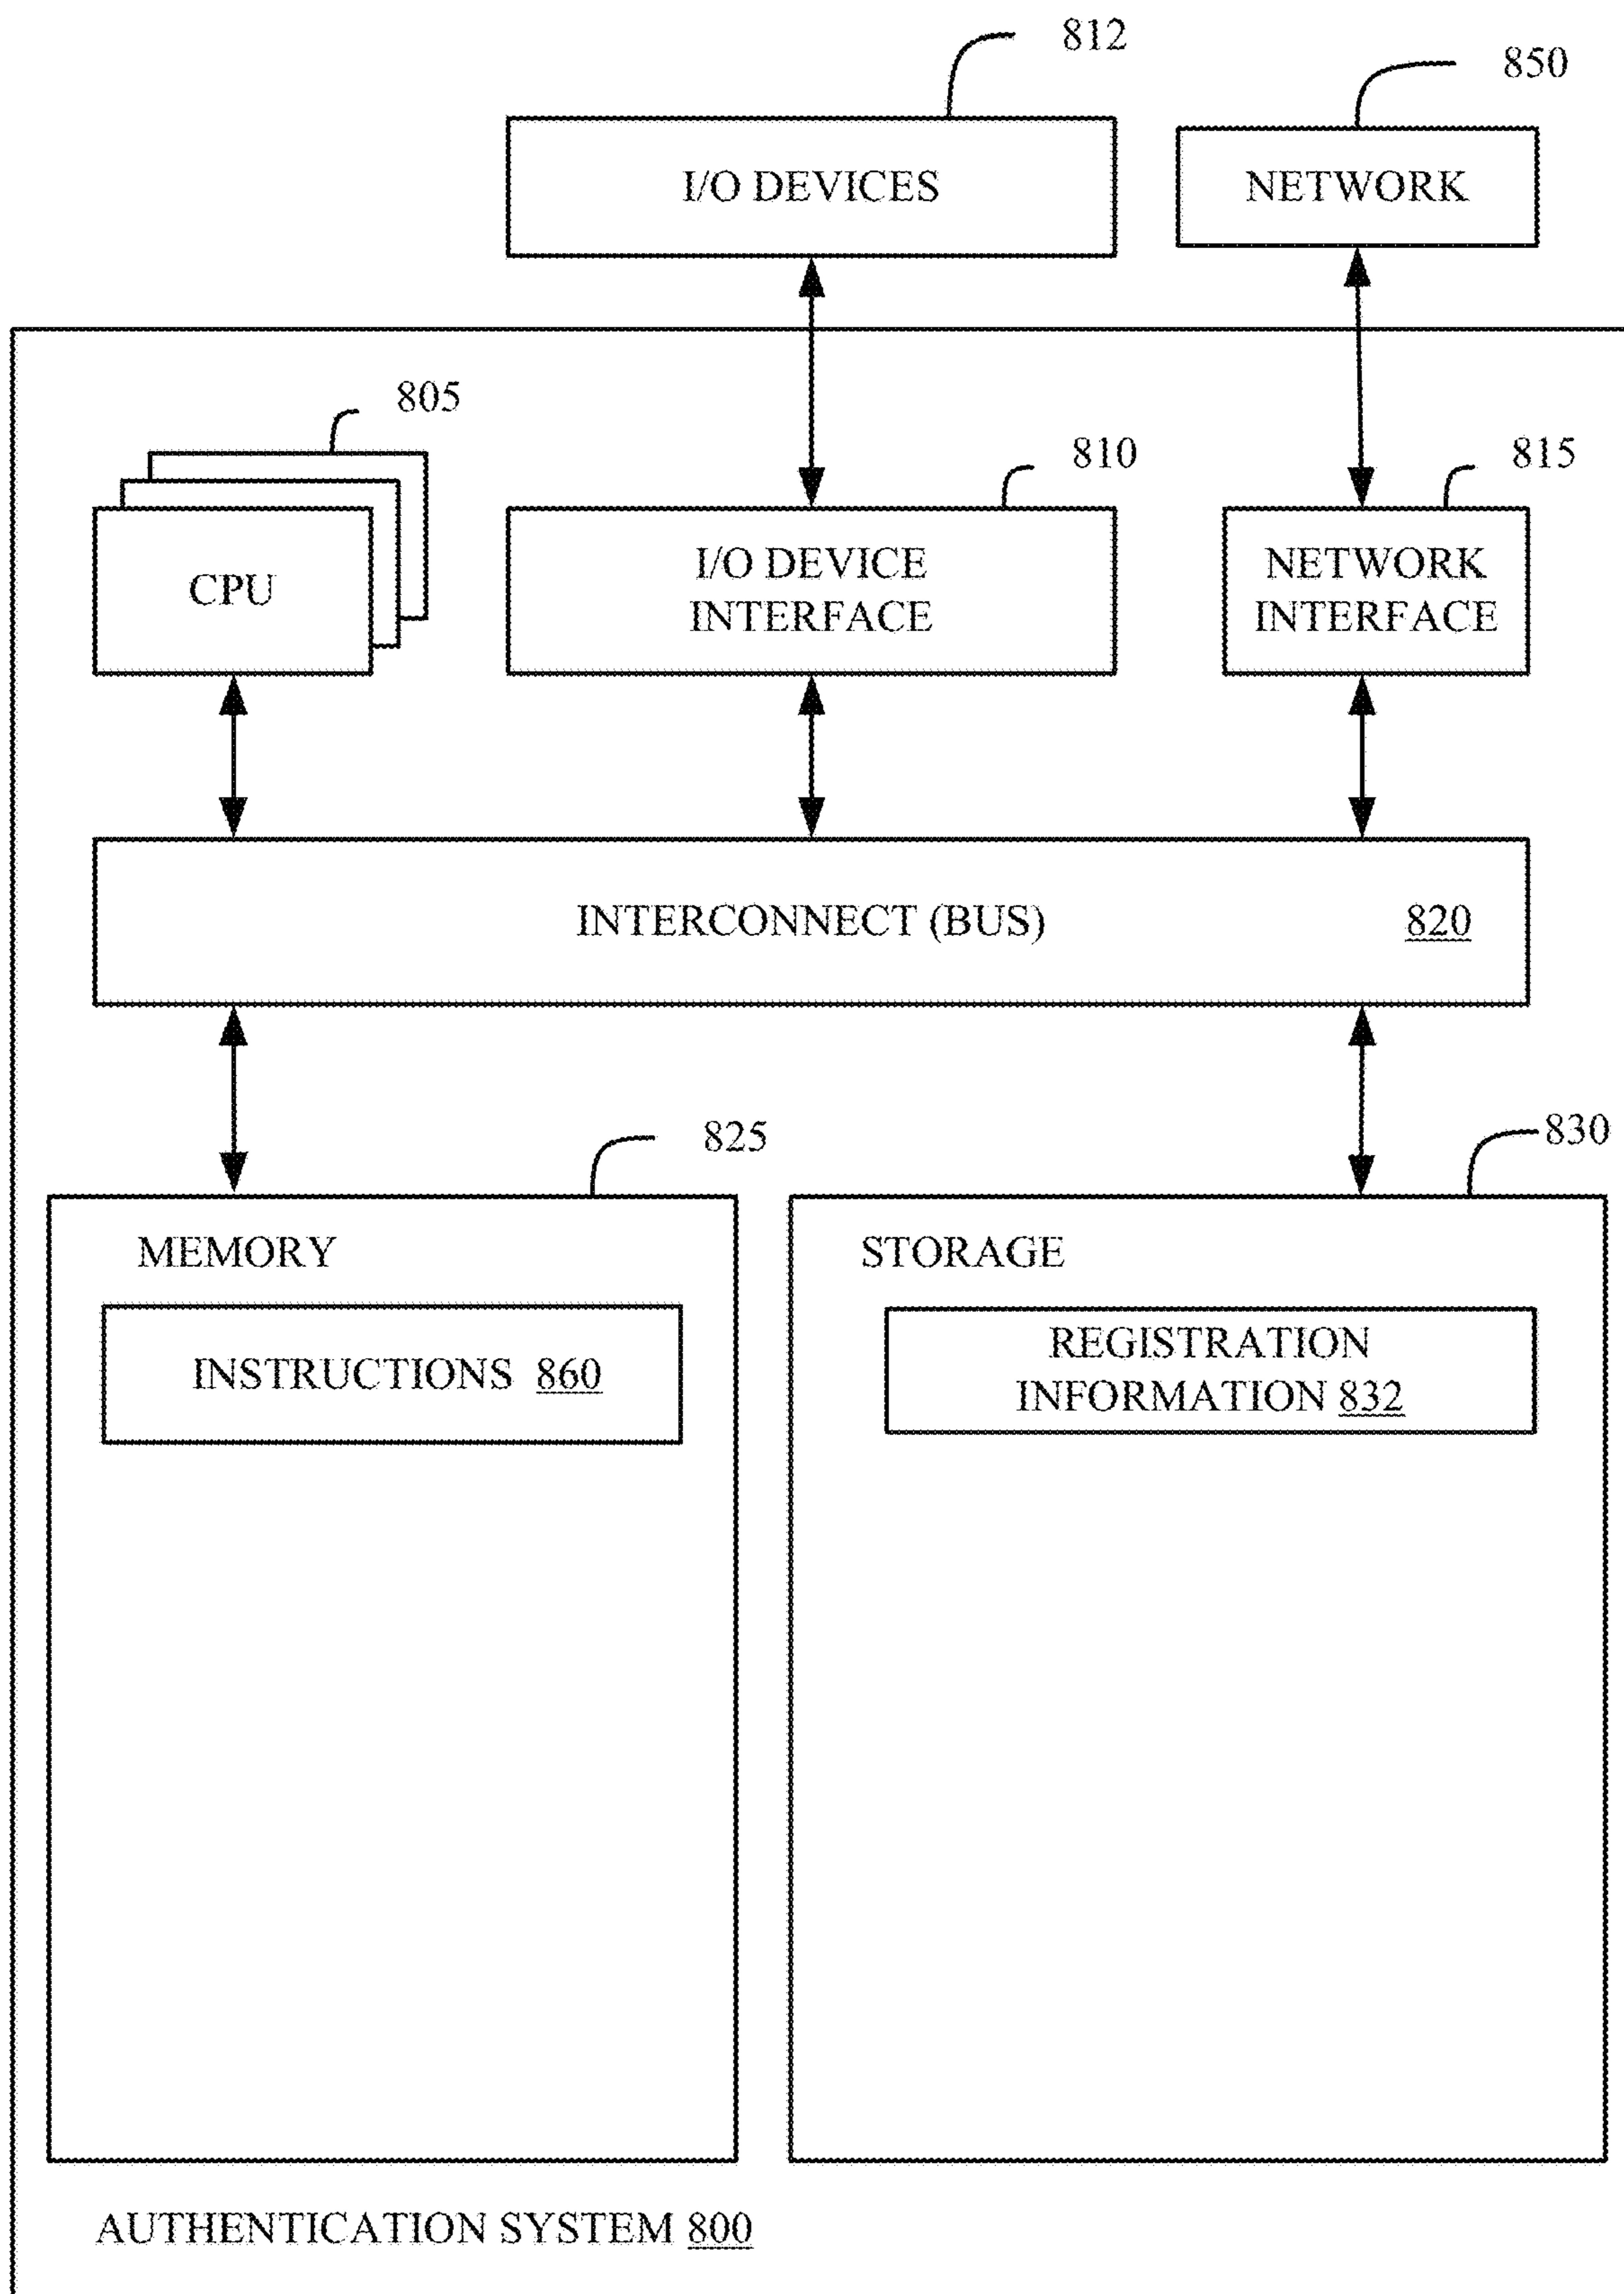 812
850
I/O DEVICES
NETWORK
805
810
815
CPU
I/O DEVICE
INTERFACE
NETWORK
INTERFACE
INTERCONNECT (BUS)
820
825
830
MEMORY
INSTRUCTIONS 860
STORAGE
REGISTRATION
INFORMATION 832
AUTHENTICATION SYSTEM 800